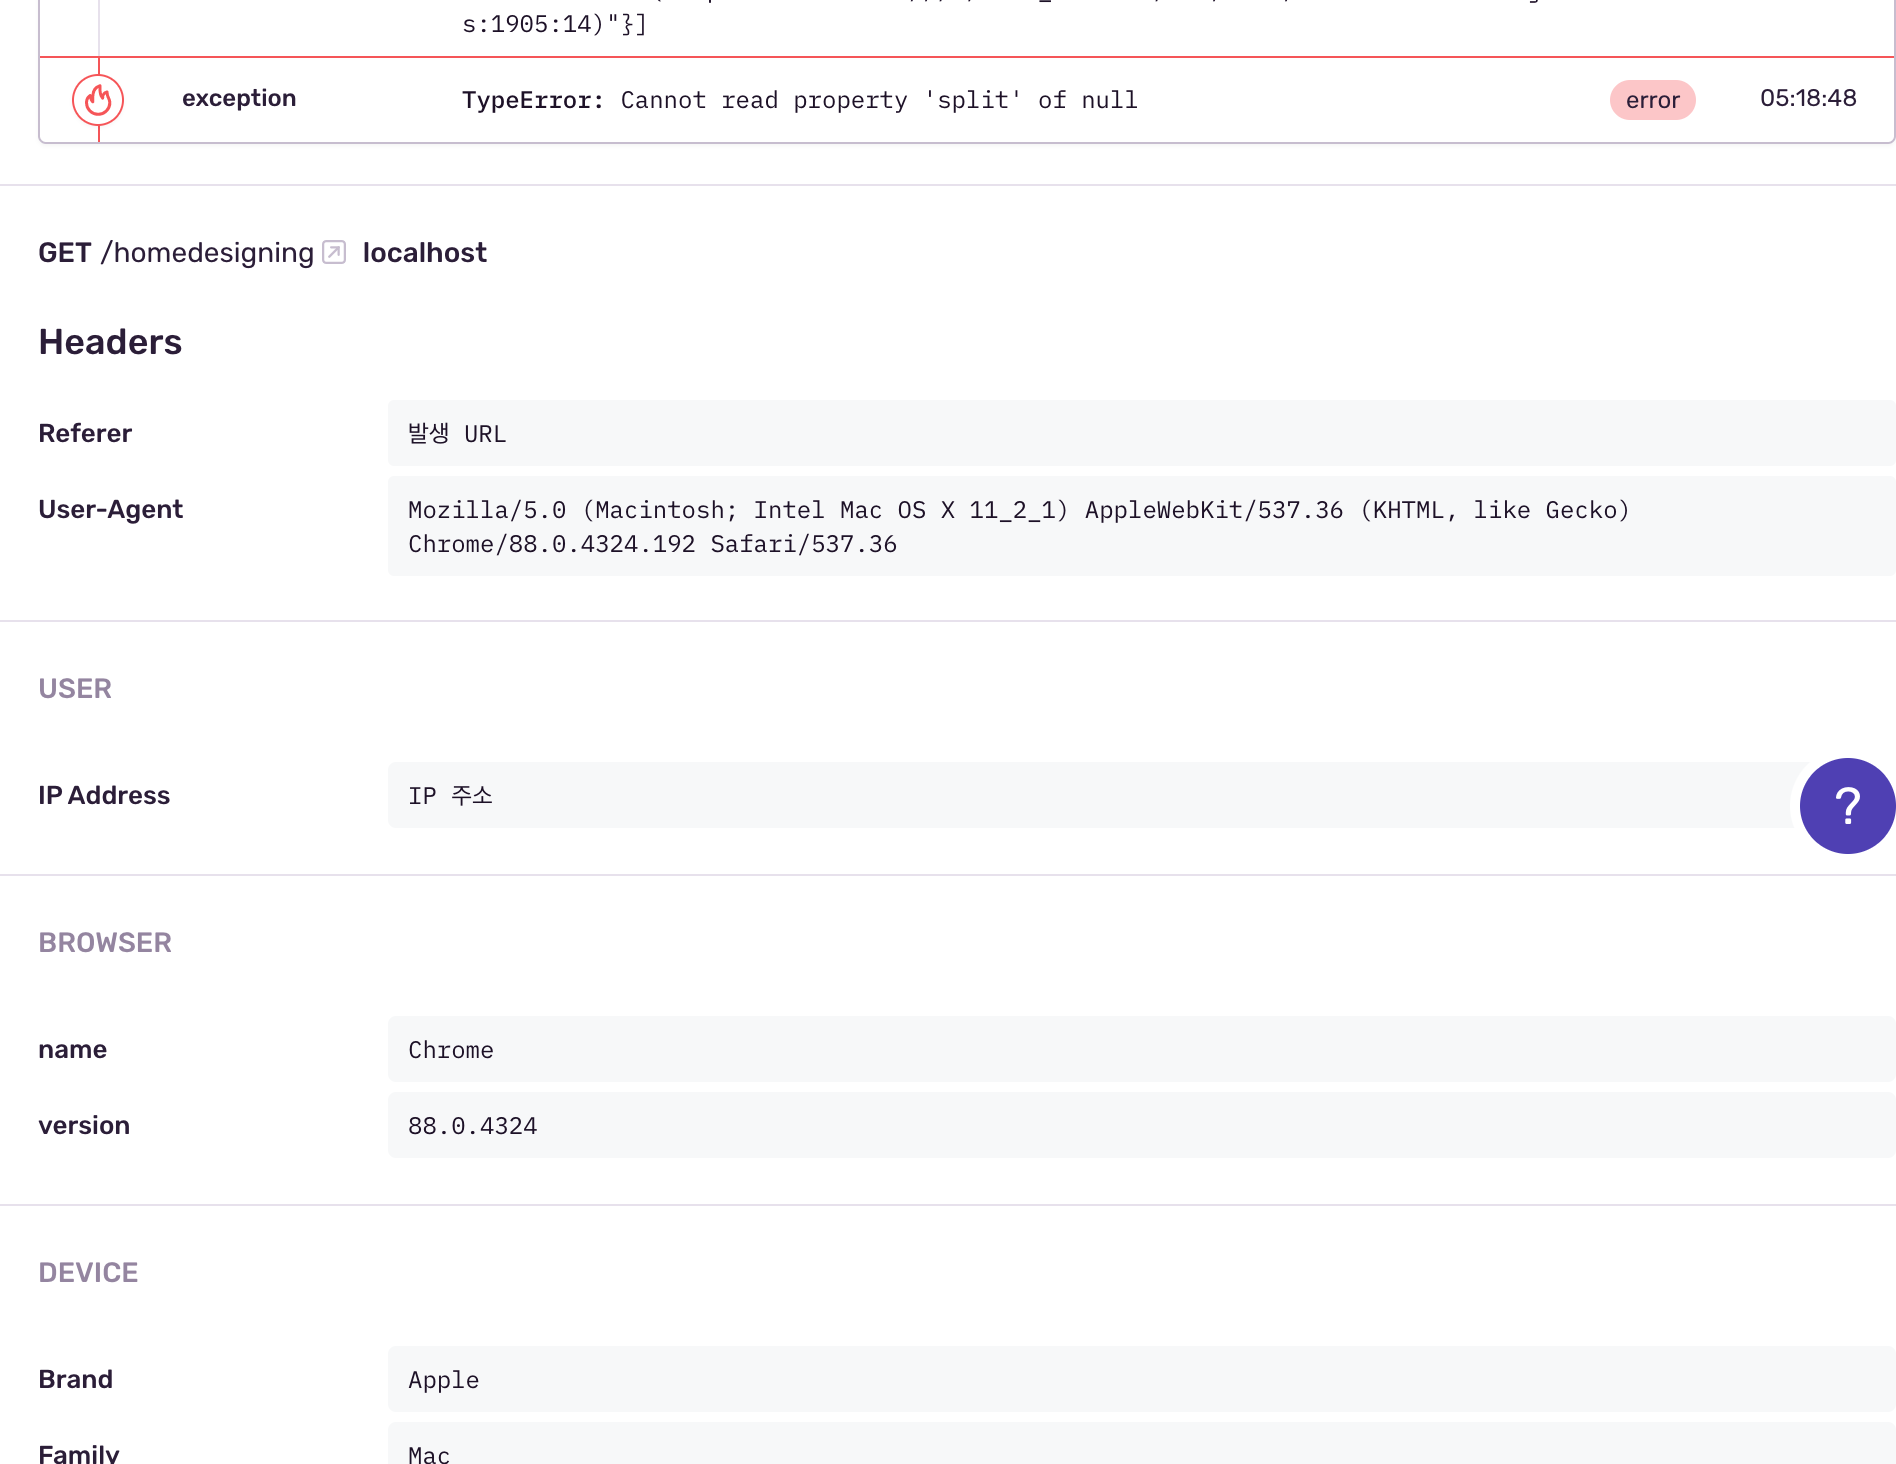 s:1905:14)"}]
exception TypeError: Cannot read property 'split' of null error 05:18:48
GET /homedesigning localhost
Headers
Referer 발생 URL
User-Agent Mozilla/5.0 (Macintosh; Intel Mac OS X 11_2_1) AppleWebKit/537.36 (KHTML, like Gecko)
Chrome/88.0.4324.192 Safari/537.36
USER
IP Address IP 주소
?
BROWSER
name Chrome
version 88.0.4324
DEVICE
Brand Apple
Family Mac